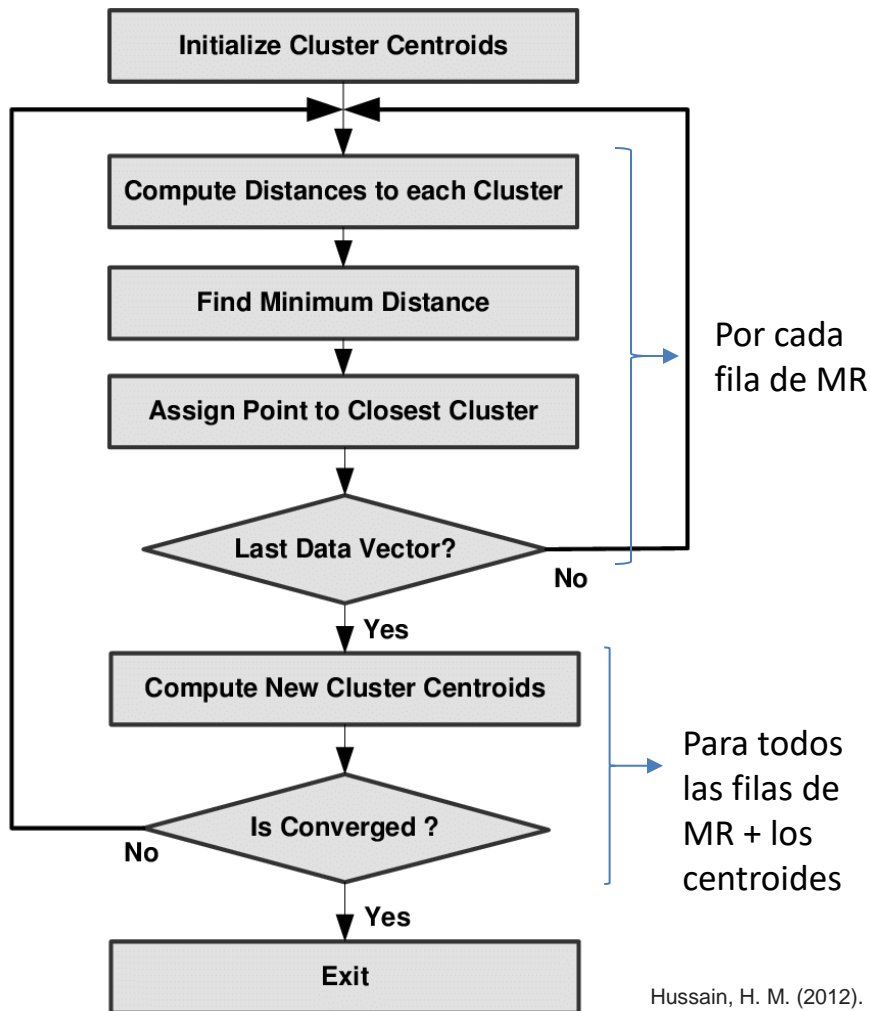 Initialize Cluster Centroids
Compute Distances to each Cluster
Find Minimum Distance
Assign Point to Closest Cluster
Por cada
fila de MR
Last Data Vector?
No
Yes
Compute New Cluster Centroids
Para todos
las filas de
MR + los
centroides
Is Converged ?
No
Yes
Exit
Hussain, H. M. (2012).